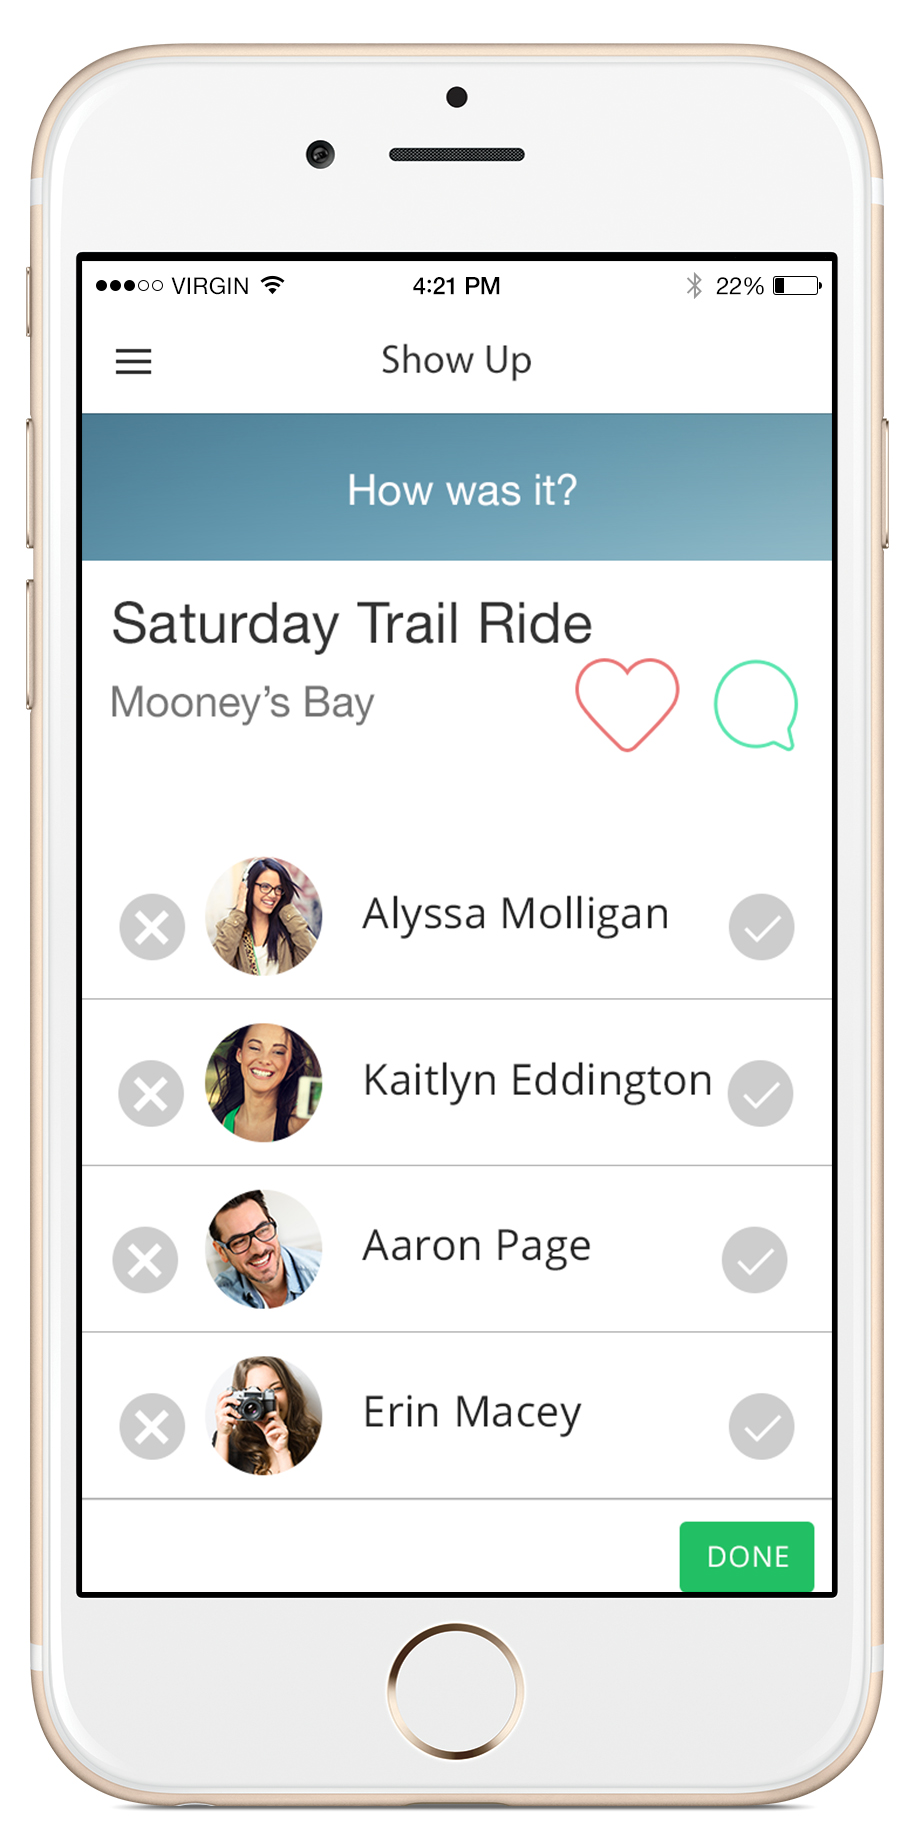 VIRGIN 4:21 PM 22%
Show Up
How was it?
Saturday Trail Ride
Mooney's Bay
Alyssa Molligan
Kaitlyn Eddington
Aaron Page
Erin Macey
DONE